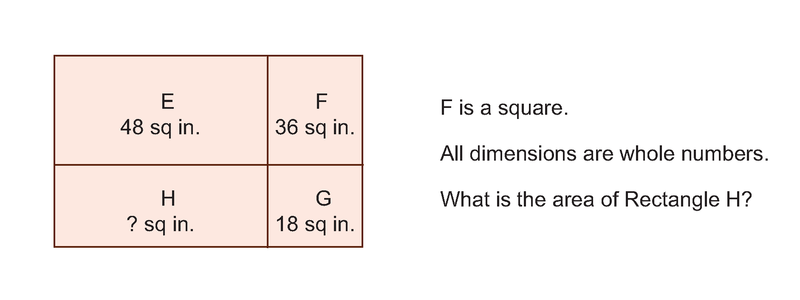 E
48 sq in.
F
36 sq in.
H
? sq in.
G
18 sq in.
F is a square.
All dimensions are whole numbers.
What is the area of Rectangle H?